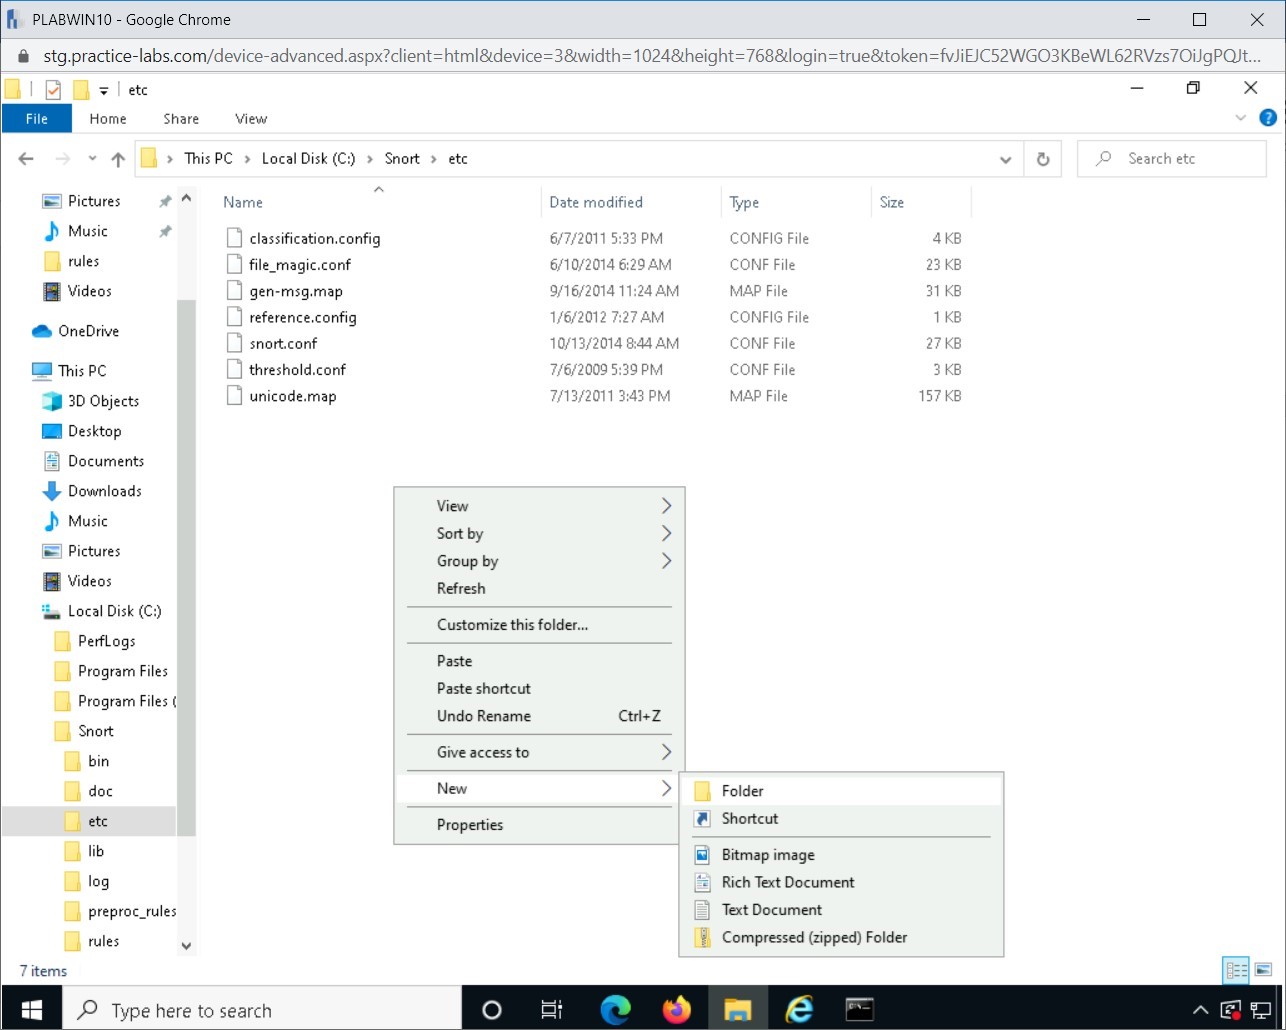 PLABWIN10 - Google Chrome
stg.practice-labs.com/device-advanced.aspx?client=html&device=3&width=1024&height=768&login=true&token=fvJiEJC52WGO3KBeWL62RVzs7OiJgPQJt...
etc
File Home Share View
This PC > Local Disk (C:) > Snort > etc
Search etc
Name Date modified Type Size
classification.config 6/7/2011 5:33 PM CONFIG File 4 KB
file_magic.conf 6/10/2014 6:29 AM CONF File 23 KB
gen-msg.map 9/16/2014 11:24 AM MAP File 31 KB
reference.config 1/6/2012 7:27 AM CONFIG File 1 KB
snort.conf 10/13/2014 8:44 AM CONF File 27 KB
threshold.conf 7/6/2009 5:39 PM CONF File 3 KB
unicode.map 7/13/2011 3:43 PM MAP File 157 KB
Pictures
Music
rules
Videos
OneDrive
This PC
3D Objects
Desktop
Documents
Downloads
Music
Pictures
Videos
Local Disk (C:)
PerfLogs
Program Files
Program Files (
Snort
bin
doc
etc
lib
log
preproc_rules
rules
View
Sort by
Group by
Refresh
Customize this folder...
Paste
Paste shortcut
Undo Rename Ctrl+Z
Give access to
New
Properties
Folder
Shortcut
Bitmap image
Rich Text Document
Text Document
Compressed (zipped) Folder
7 items
Type here to search